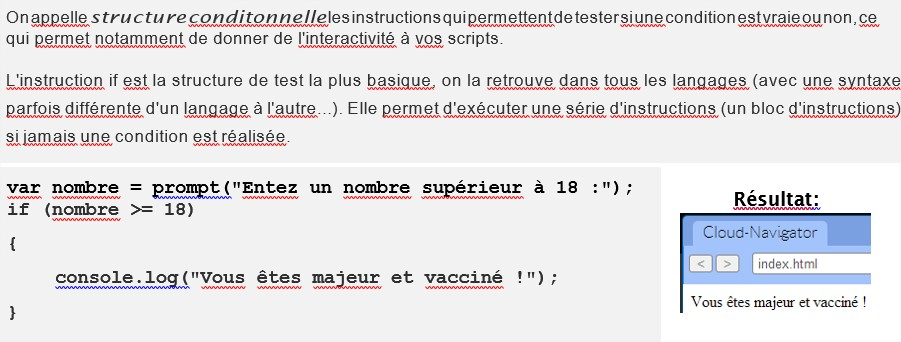 On appelle structure conditonnelle les instructions qui permettent de tester si une condition est vraie ou non, ce
qui permet notamment de donner de l'interactivité à vos scripts.
L'instruction if est la structure de test la plus basique, on la retrouve dans tous les langages (avec une syntaxe
parfois différente d'un langage à l'autre...). Elle permet d'exécuter une série d'instructions (un bloc d'instructions)
si jamais une condition est réalisée.
var nombre = prompt("Entez un nombre supérieur à 18 :");
if (nombre >= 18)
{
console.log("Vous êtes majeur et vacciné !");
}
Résultat:
Cloud-Navigator
< > index.html
Vous êtes majeur et vacciné !